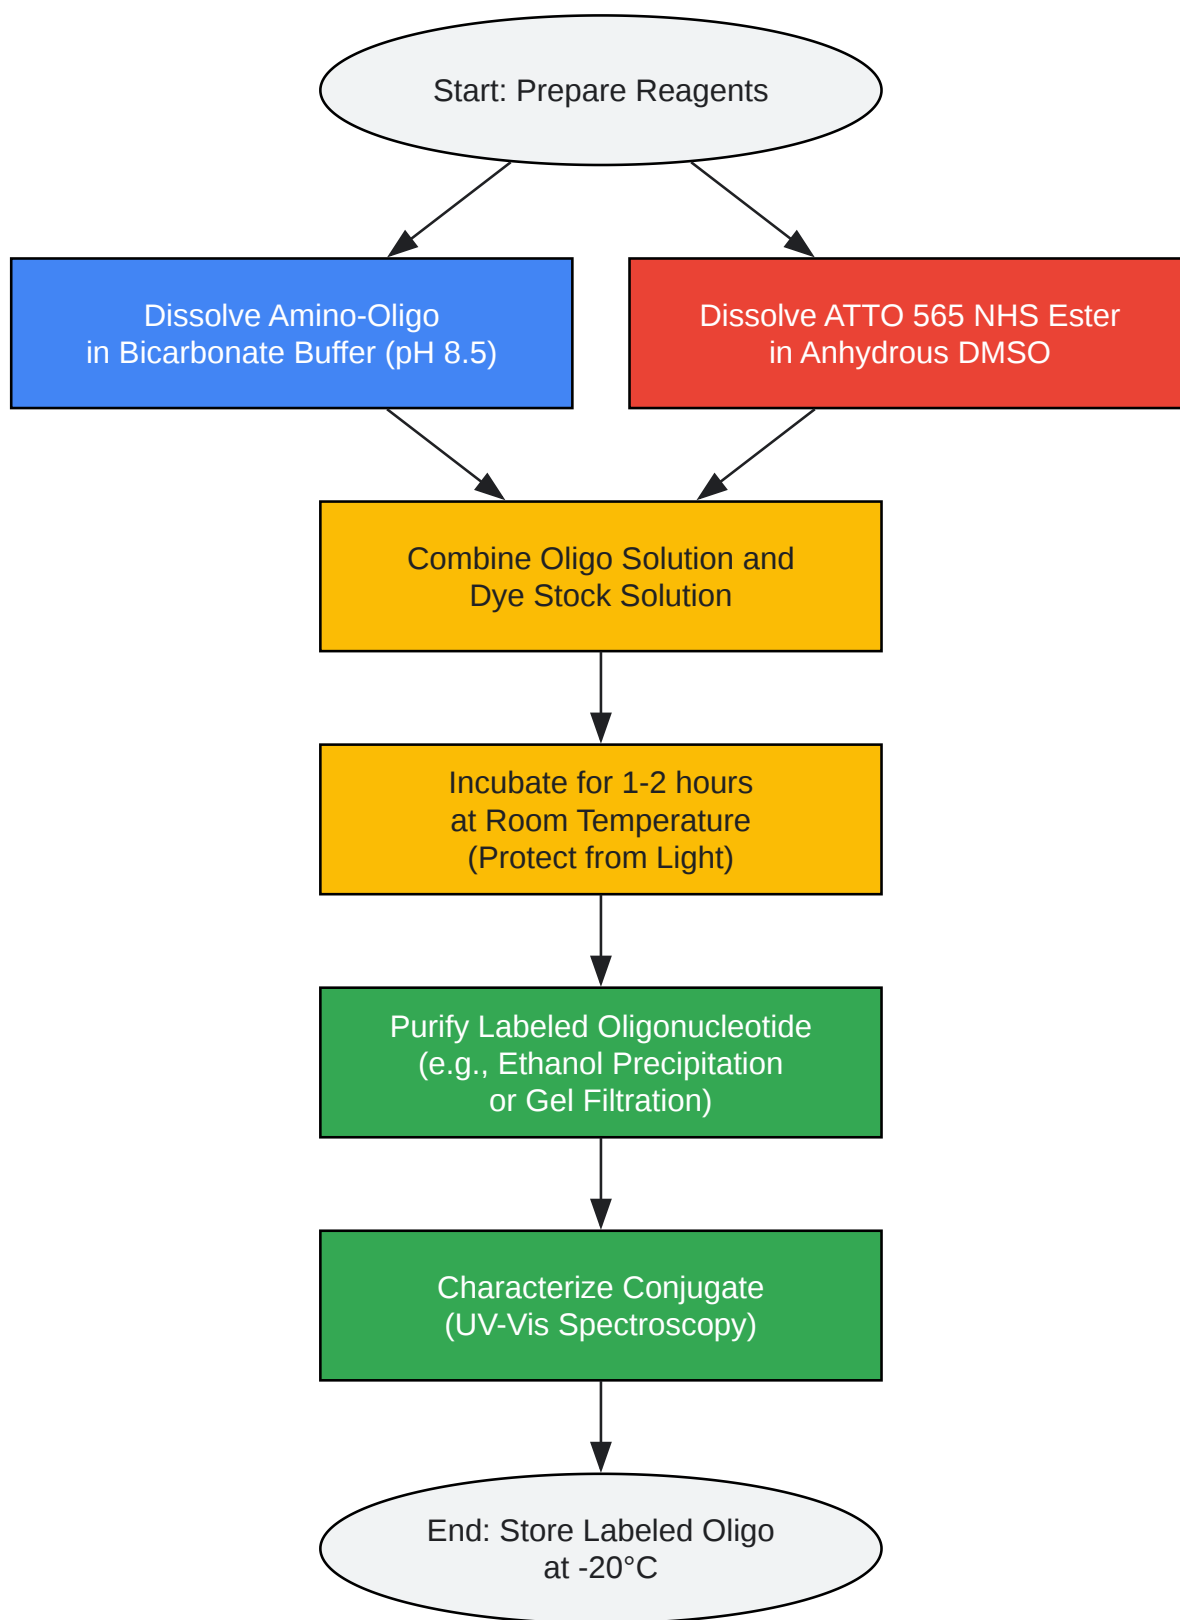 Start: Prepare Reagents
Dissolve Amino-Oligo
in Bicarbonate Buffer (pH 8.5)
Dissolve ATTO 565 NHS Ester
in Anhydrous DMSO
Combine Oligo Solution and
Dye Stock Solution
Incubate for 1-2 hours
at Room Temperature
(Protect from Light)
Purify Labeled Oligonucleotide
(e.g., Ethanol Precipitation
or Gel Filtration)
Characterize Conjugate
(UV-Vis Spectroscopy)
End: Store Labeled Oligo
at -20°C